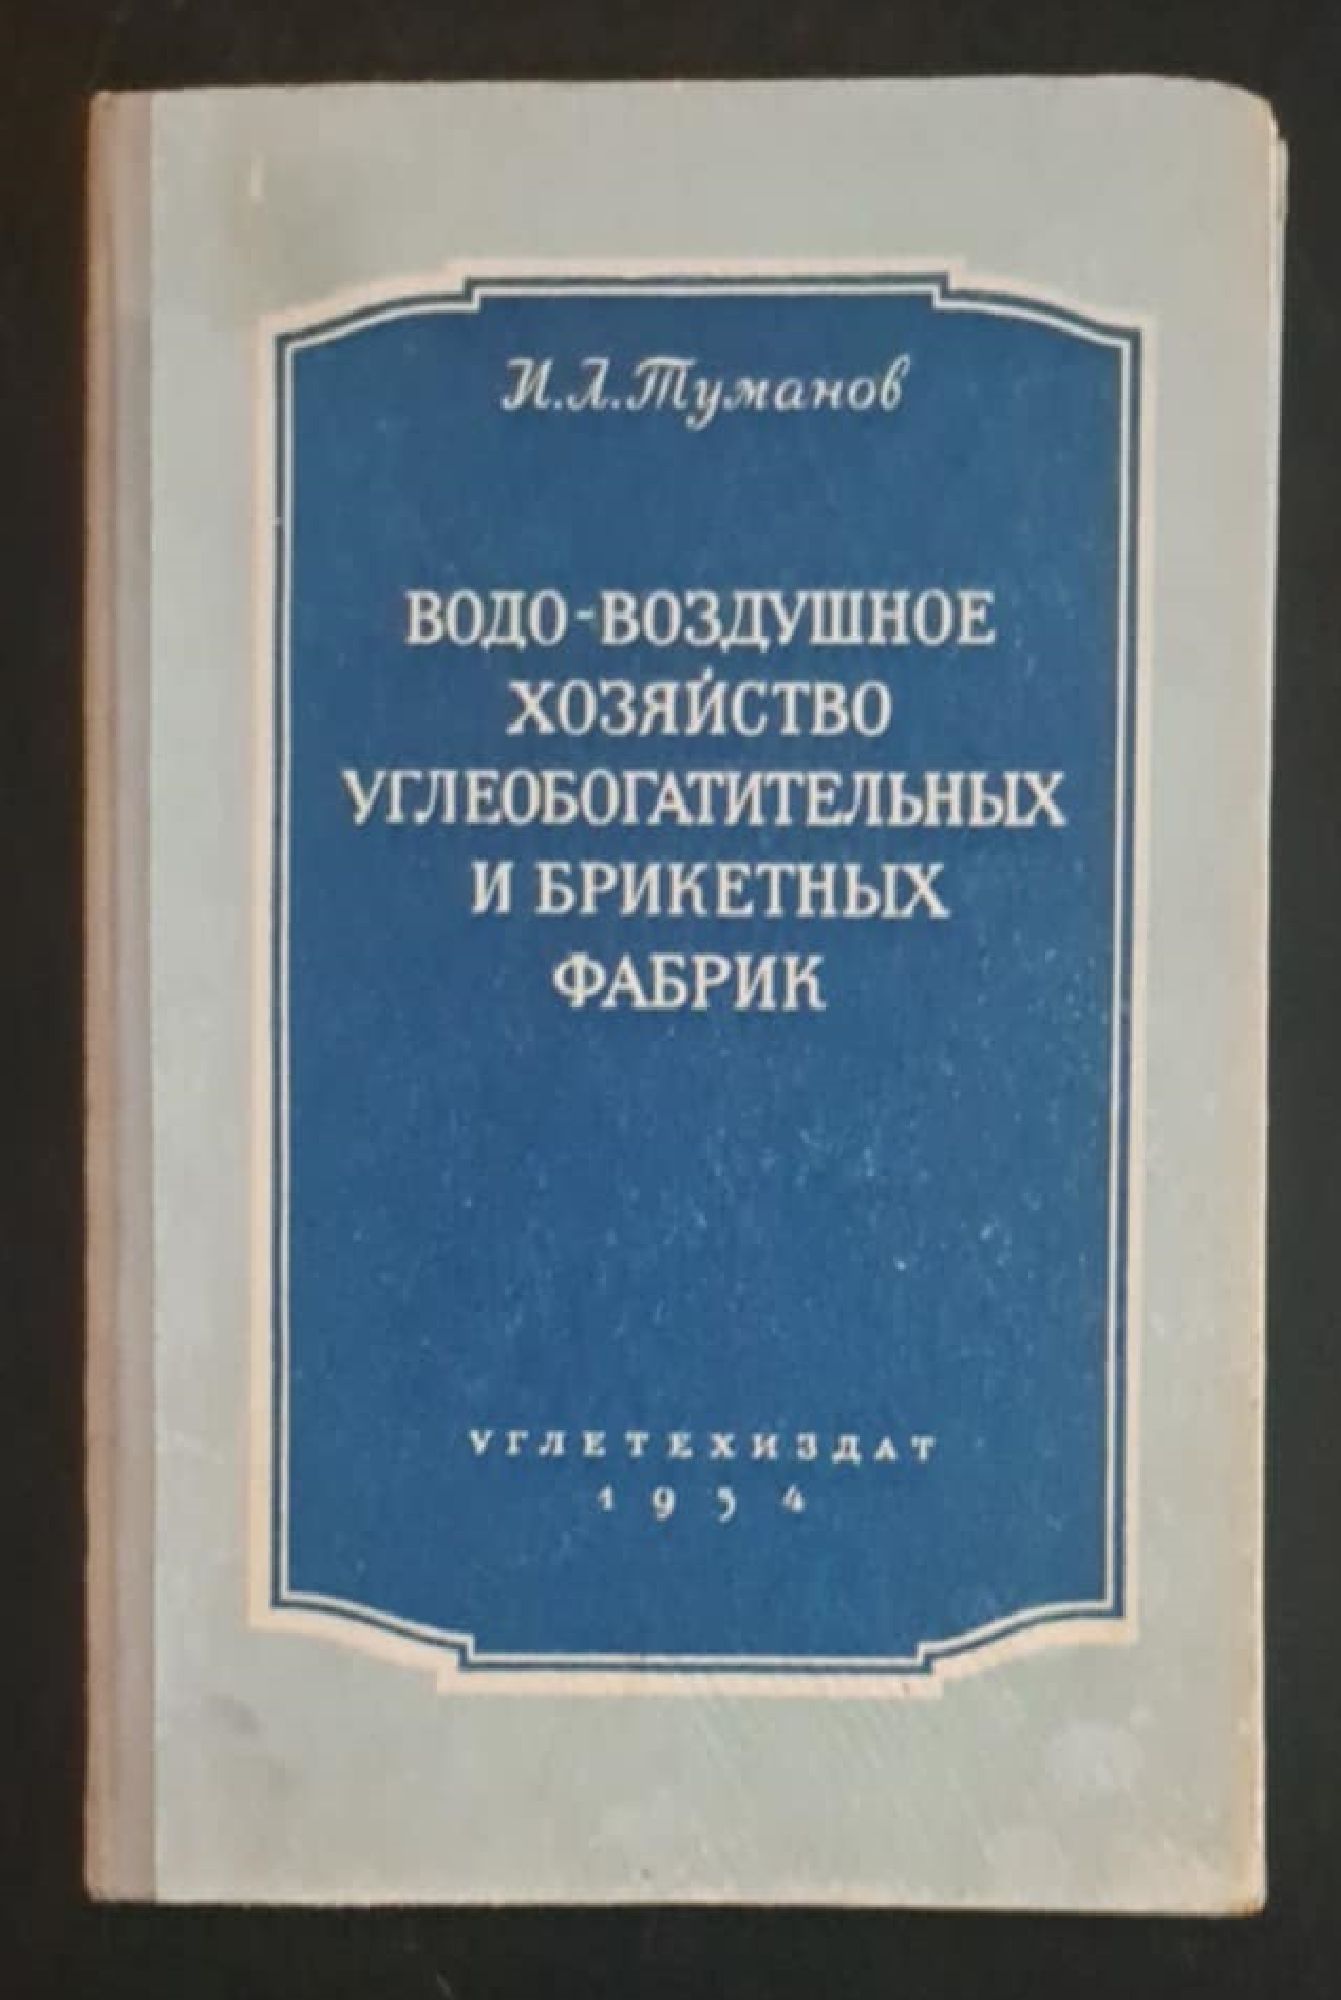 И.Л.Туманов
ВОДО-ВОЗДУШНОЕ
ХОЗЯЙСТВО
УГЛЕОБОГАТИТЕЛЬНЫХ
И БРИКЕТНЫХ
ФАБРИК
УГЛЕТЕХИЗДАТ
1954